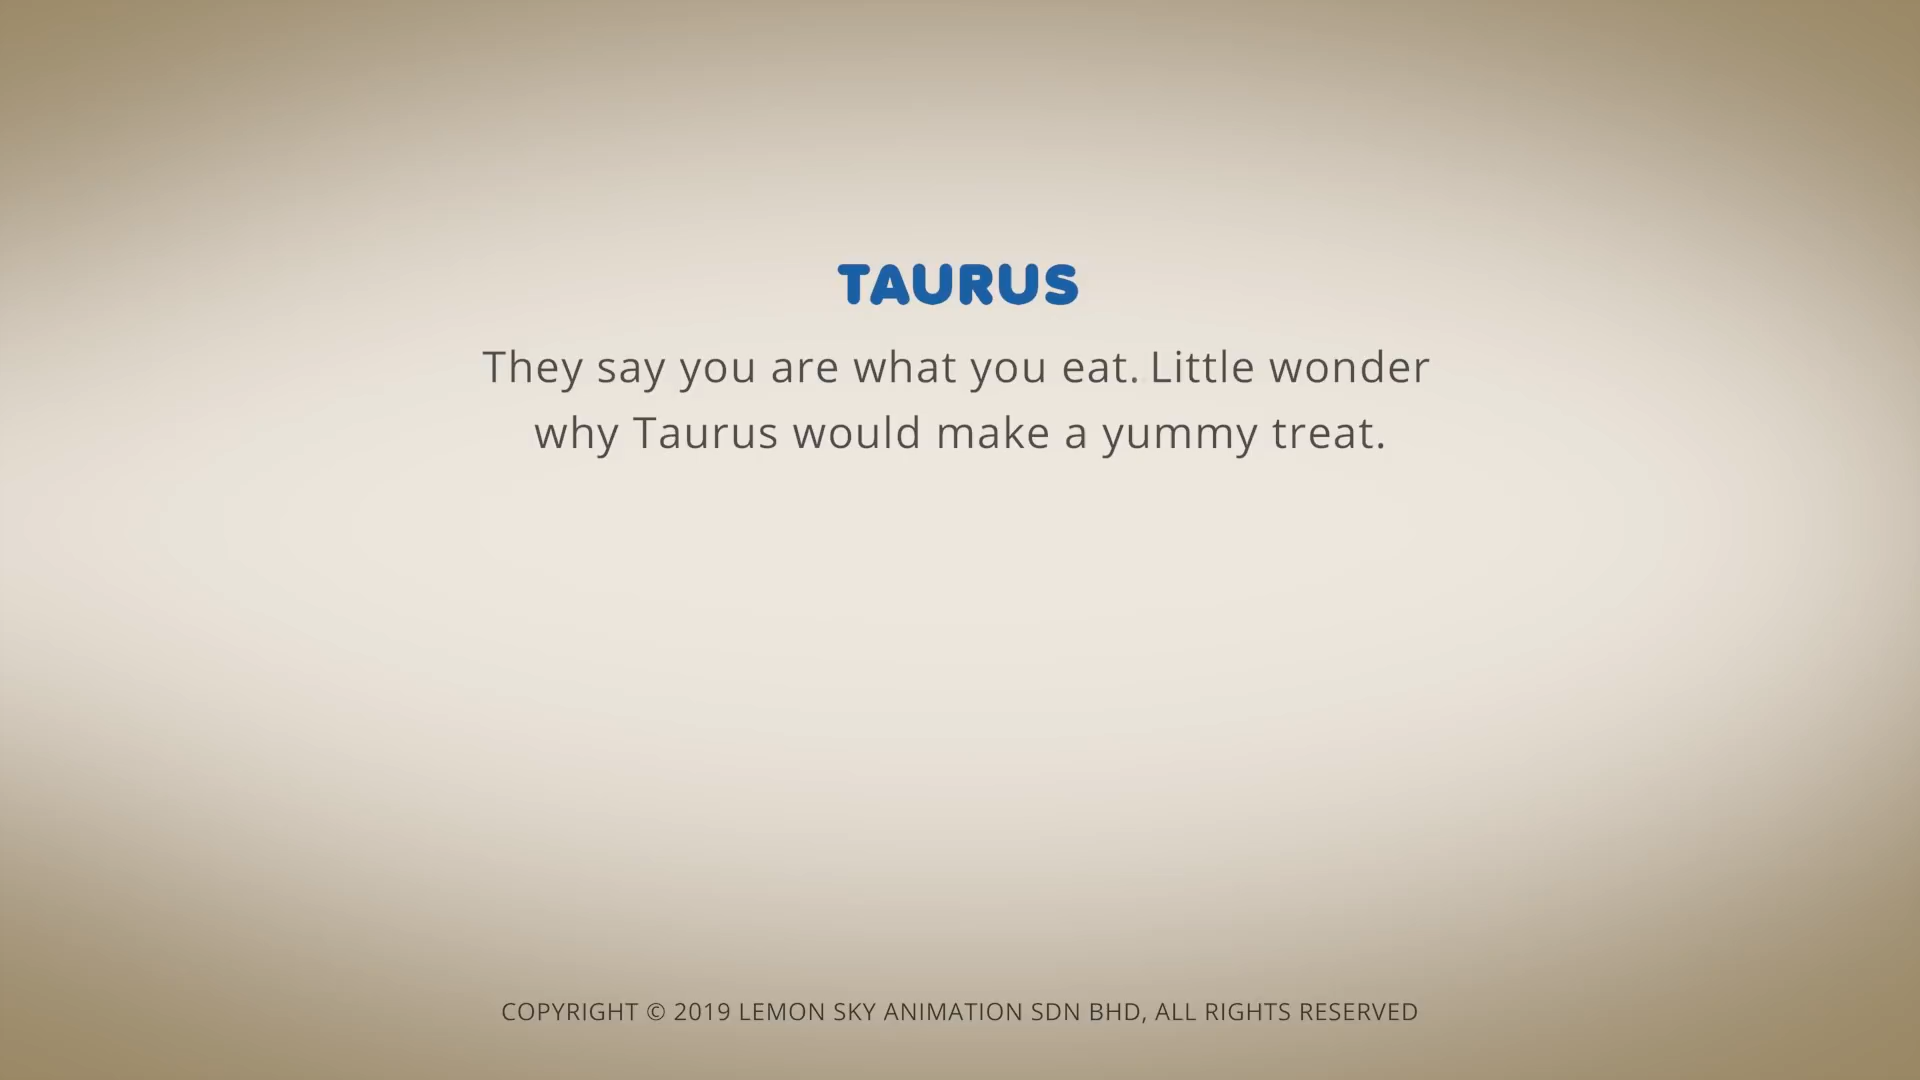 TAURUS
They say you are what you eat. Little wonder
why Taurus would make a yummy treat.
COPYRIGHT © 2019 LEMON SKY ANIMATION SDN BHD, ALL RIGHTS RESERVED